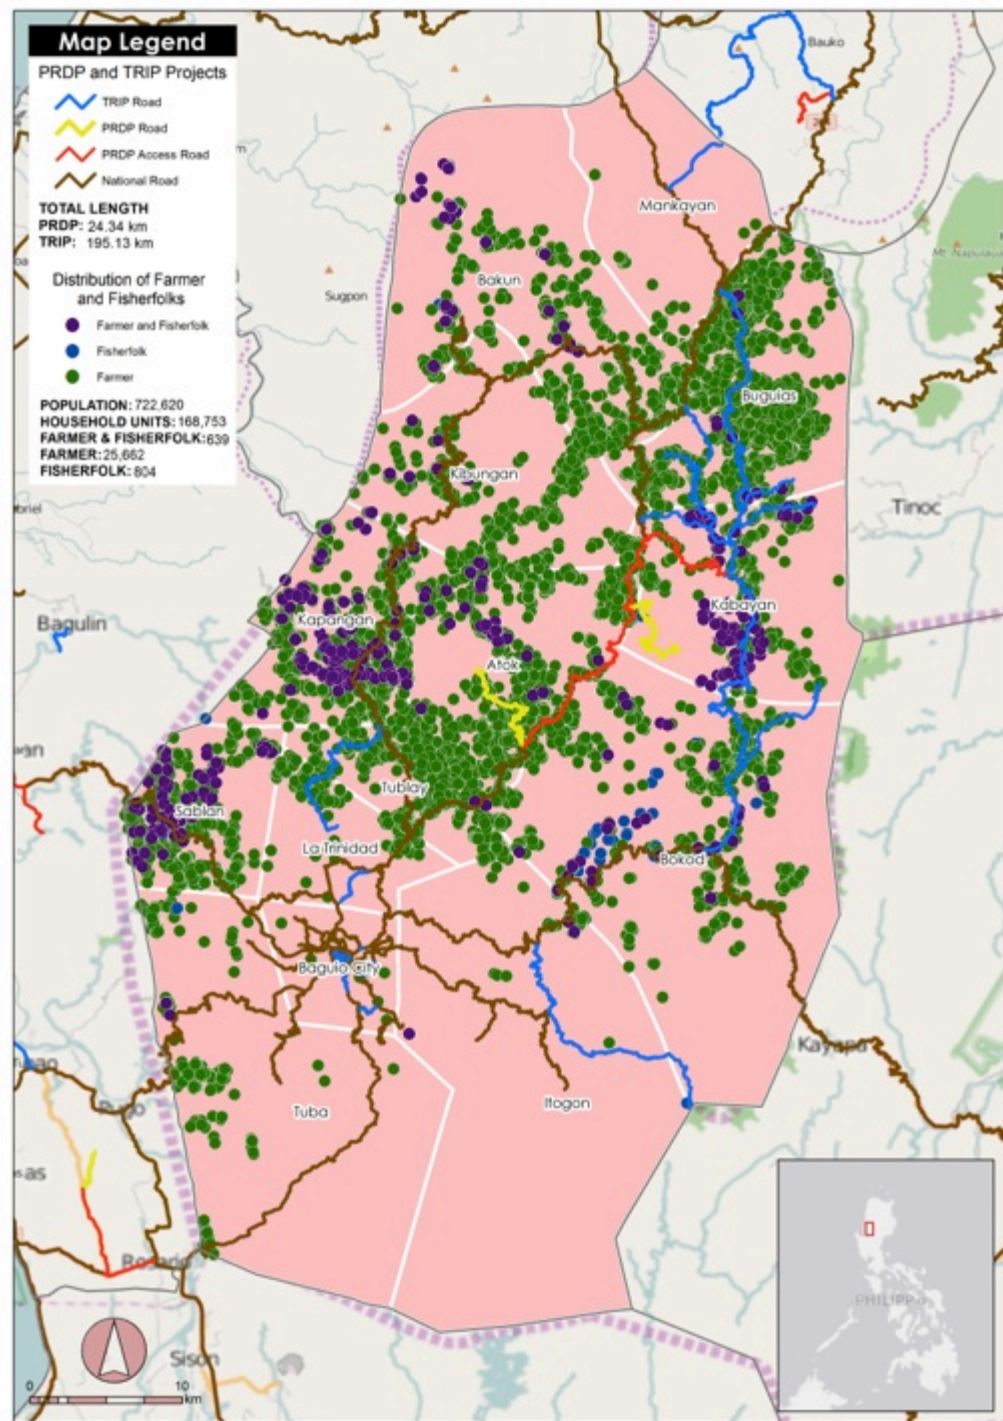 Map Legend
PRDP and TRIP Projects
TRIP Road
PRDP Road
PRDP Access Road
National Road
TOTAL LENGTH
PRDP: 24.34 km
TRIP: 195.13 km
Distribution of Farmer
and Fisherfolks
Farmer and Fisherfolk
Fisherfolk
Farmer
POPULATION: 722,620
HOUSEHOLD UNITS: 168,753
FARMER & FISHERFOLK: 639
FARMER: 25,662
FISHERFOLK: 804
Bauko
Mankayan
Bakun
Sugpon
Buguias
Kibungan
Tinoc
Kabayan
Bagulin
Kapangan
Atok
Tublay
Sablan
La Trinidad
Bokod
Baguio City
Kayapa
Itogon
Tuba
Rosario
Sison
0 10
km